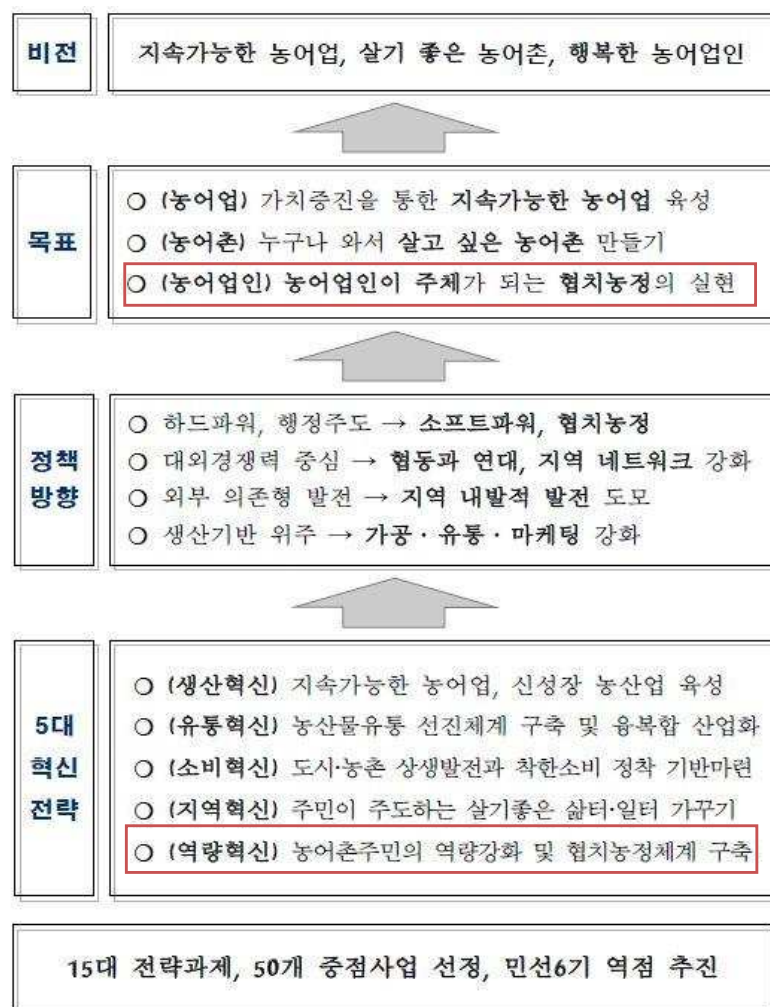 비전
지속가능한 농어업, 살기 좋은 농어촌, 행복한 농어업인
목표
○ (농어업) 가치증진을 통한 지속가능한 농어업 육성
○ (농어촌) 누구나 와서 살고 싶은 농어촌 만들기
○ (농어업인) 농어업인이 주체가 되는 협치농정의 실현
정책
방향
○ 하드파워, 행정주도 → 소프트파워, 협치농정
○ 대외경쟁력 중심 → 협동과 연대, 지역 네트워크 강화
○ 외부 의존형 발전 → 지역 내발적 발전 도모
○ 생산기반 위주 → 가공·유통·마케팅 강화
5대
혁신
전략
○ (생산혁신) 지속가능한 농어업, 신성장 농산업 육성
○ (유통혁신) 농산물유통 선진체계 구축 및 융복합 산업화
○ (소비혁신) 도시·농촌 상생발전과 착한소비 정착 기반마련
○ (지역혁신) 주민이 주도하는 살기좋은 삶터·일터 가꾸기
○ (역량혁신) 농어촌주민의 역량강화 및 협치농정체계 구축
15대 전략과제, 50개 중점사업 선정, 민선6기 역점 추진